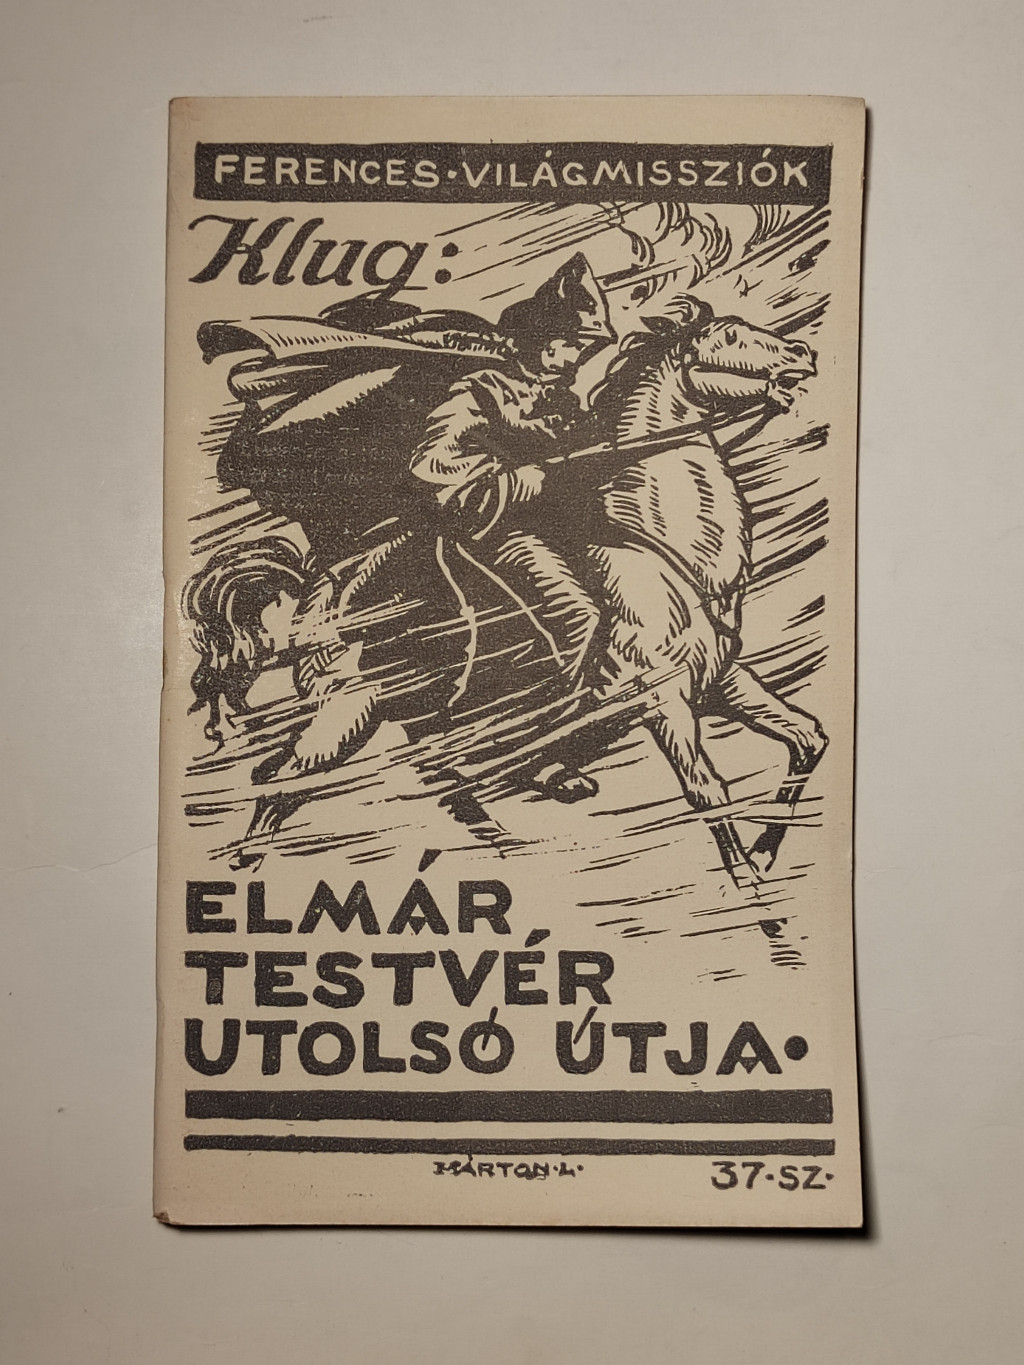 FERENCES·VILÁGMISSZIÓK
Klug:
ELMÁR
TESTVÉR
UTOLSÓ ÚTJA·
MÁRTON·L·
37·SZ·